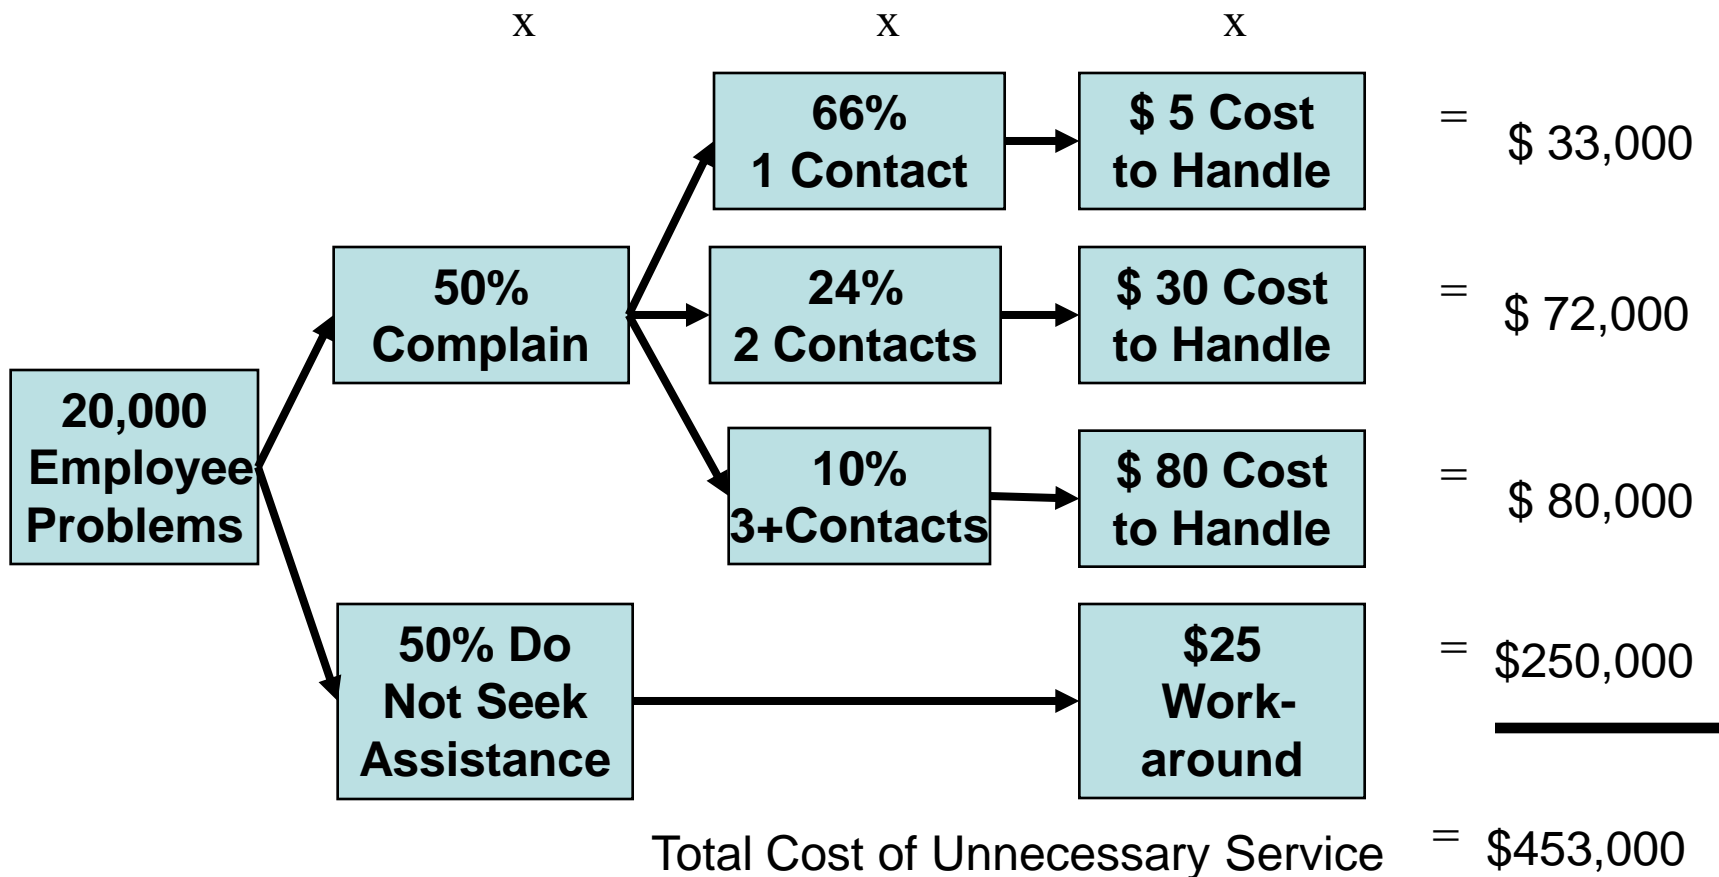 x x x
66%
1 Contact
$ 5 Cost
to Handle
= $ 33,000
50%
Complain
24%
2 Contacts
$ 30 Cost
to Handle
= $ 72,000
20,000
Employee
Problems
10%
3+Contacts
$ 80 Cost
to Handle
= $ 80,000
50% Do
Not Seek
Assistance
$25
Work-
around
= $250,000
Total Cost of Unnecessary Service = $453,000